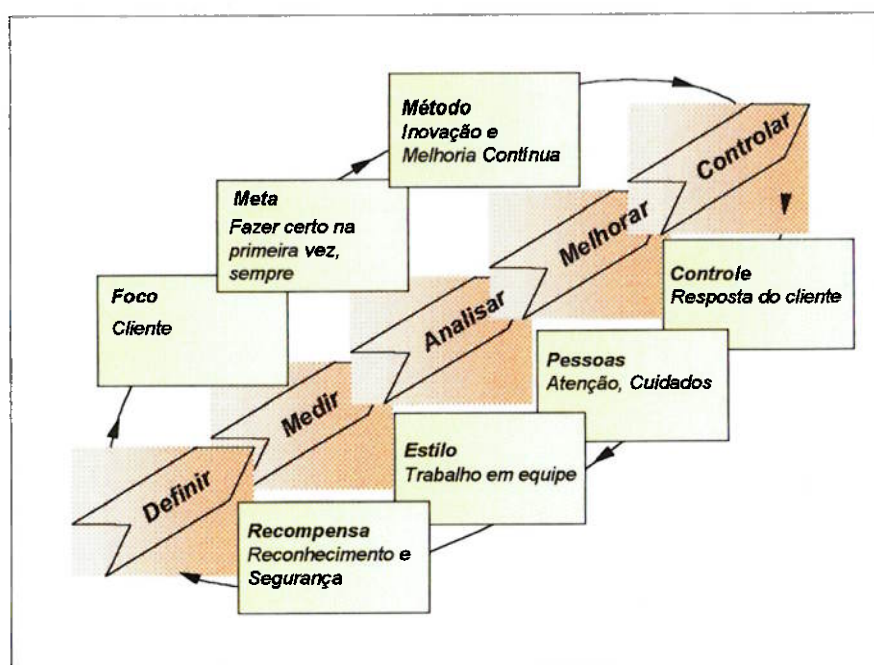 Método
Inovação e
Melhoria Contínua
Controlar
Meta
Fazer certo na
primeira vez,
sempre
Melhorar
Controle
Resposta do cliente
Foco
Cliente
Analisar
Pessoas
Atenção, Cuidados
Medir
Estilo
Trabalho em equipe
Definir
Recompensa
Reconhecimento e
Segurança